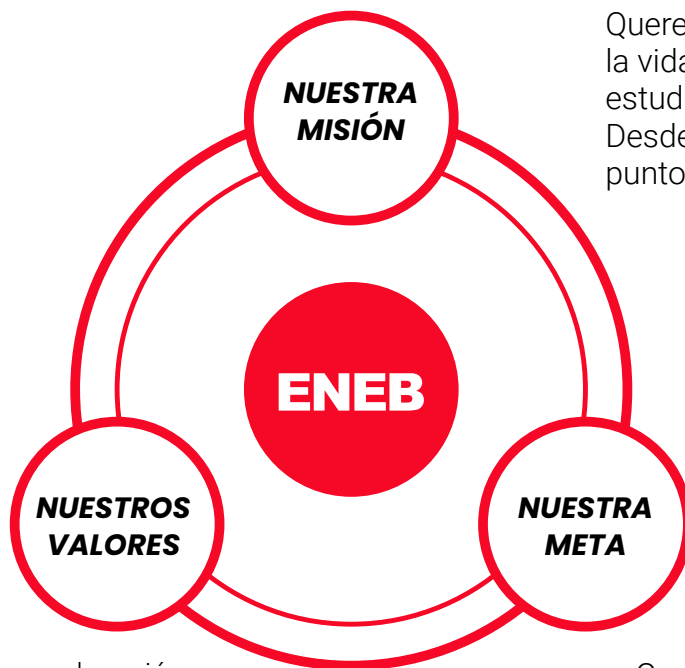 Quere
la vida
estud
Desde
punto
NUESTRA
MISIÓN
ENEB
NUESTROS
VALORES
NUESTRA
META